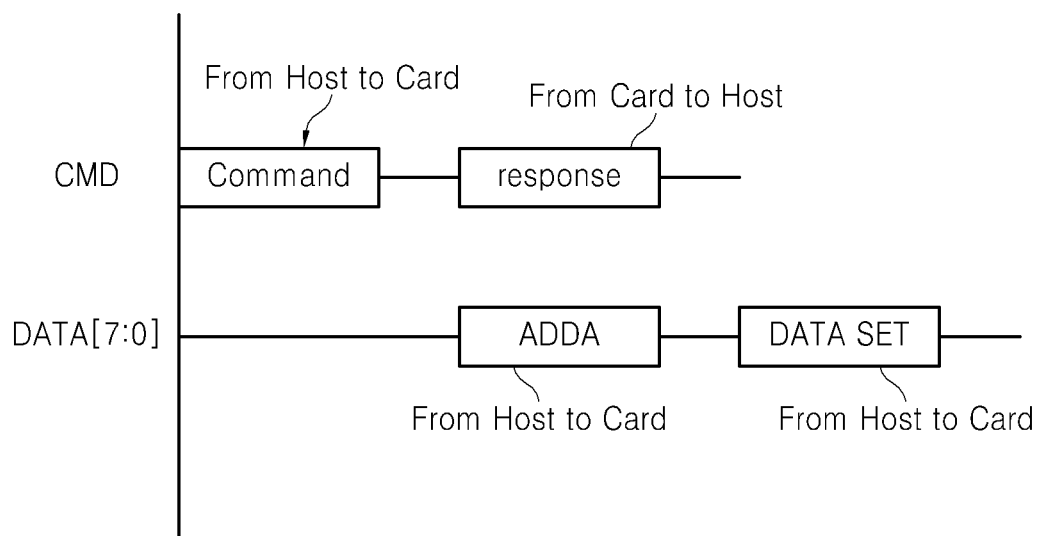 From Host to Card
From Card to Host
CMD
Command
response
DATA[7:0]
ADDA
DATA SET
From Host to Card
From Host to Card